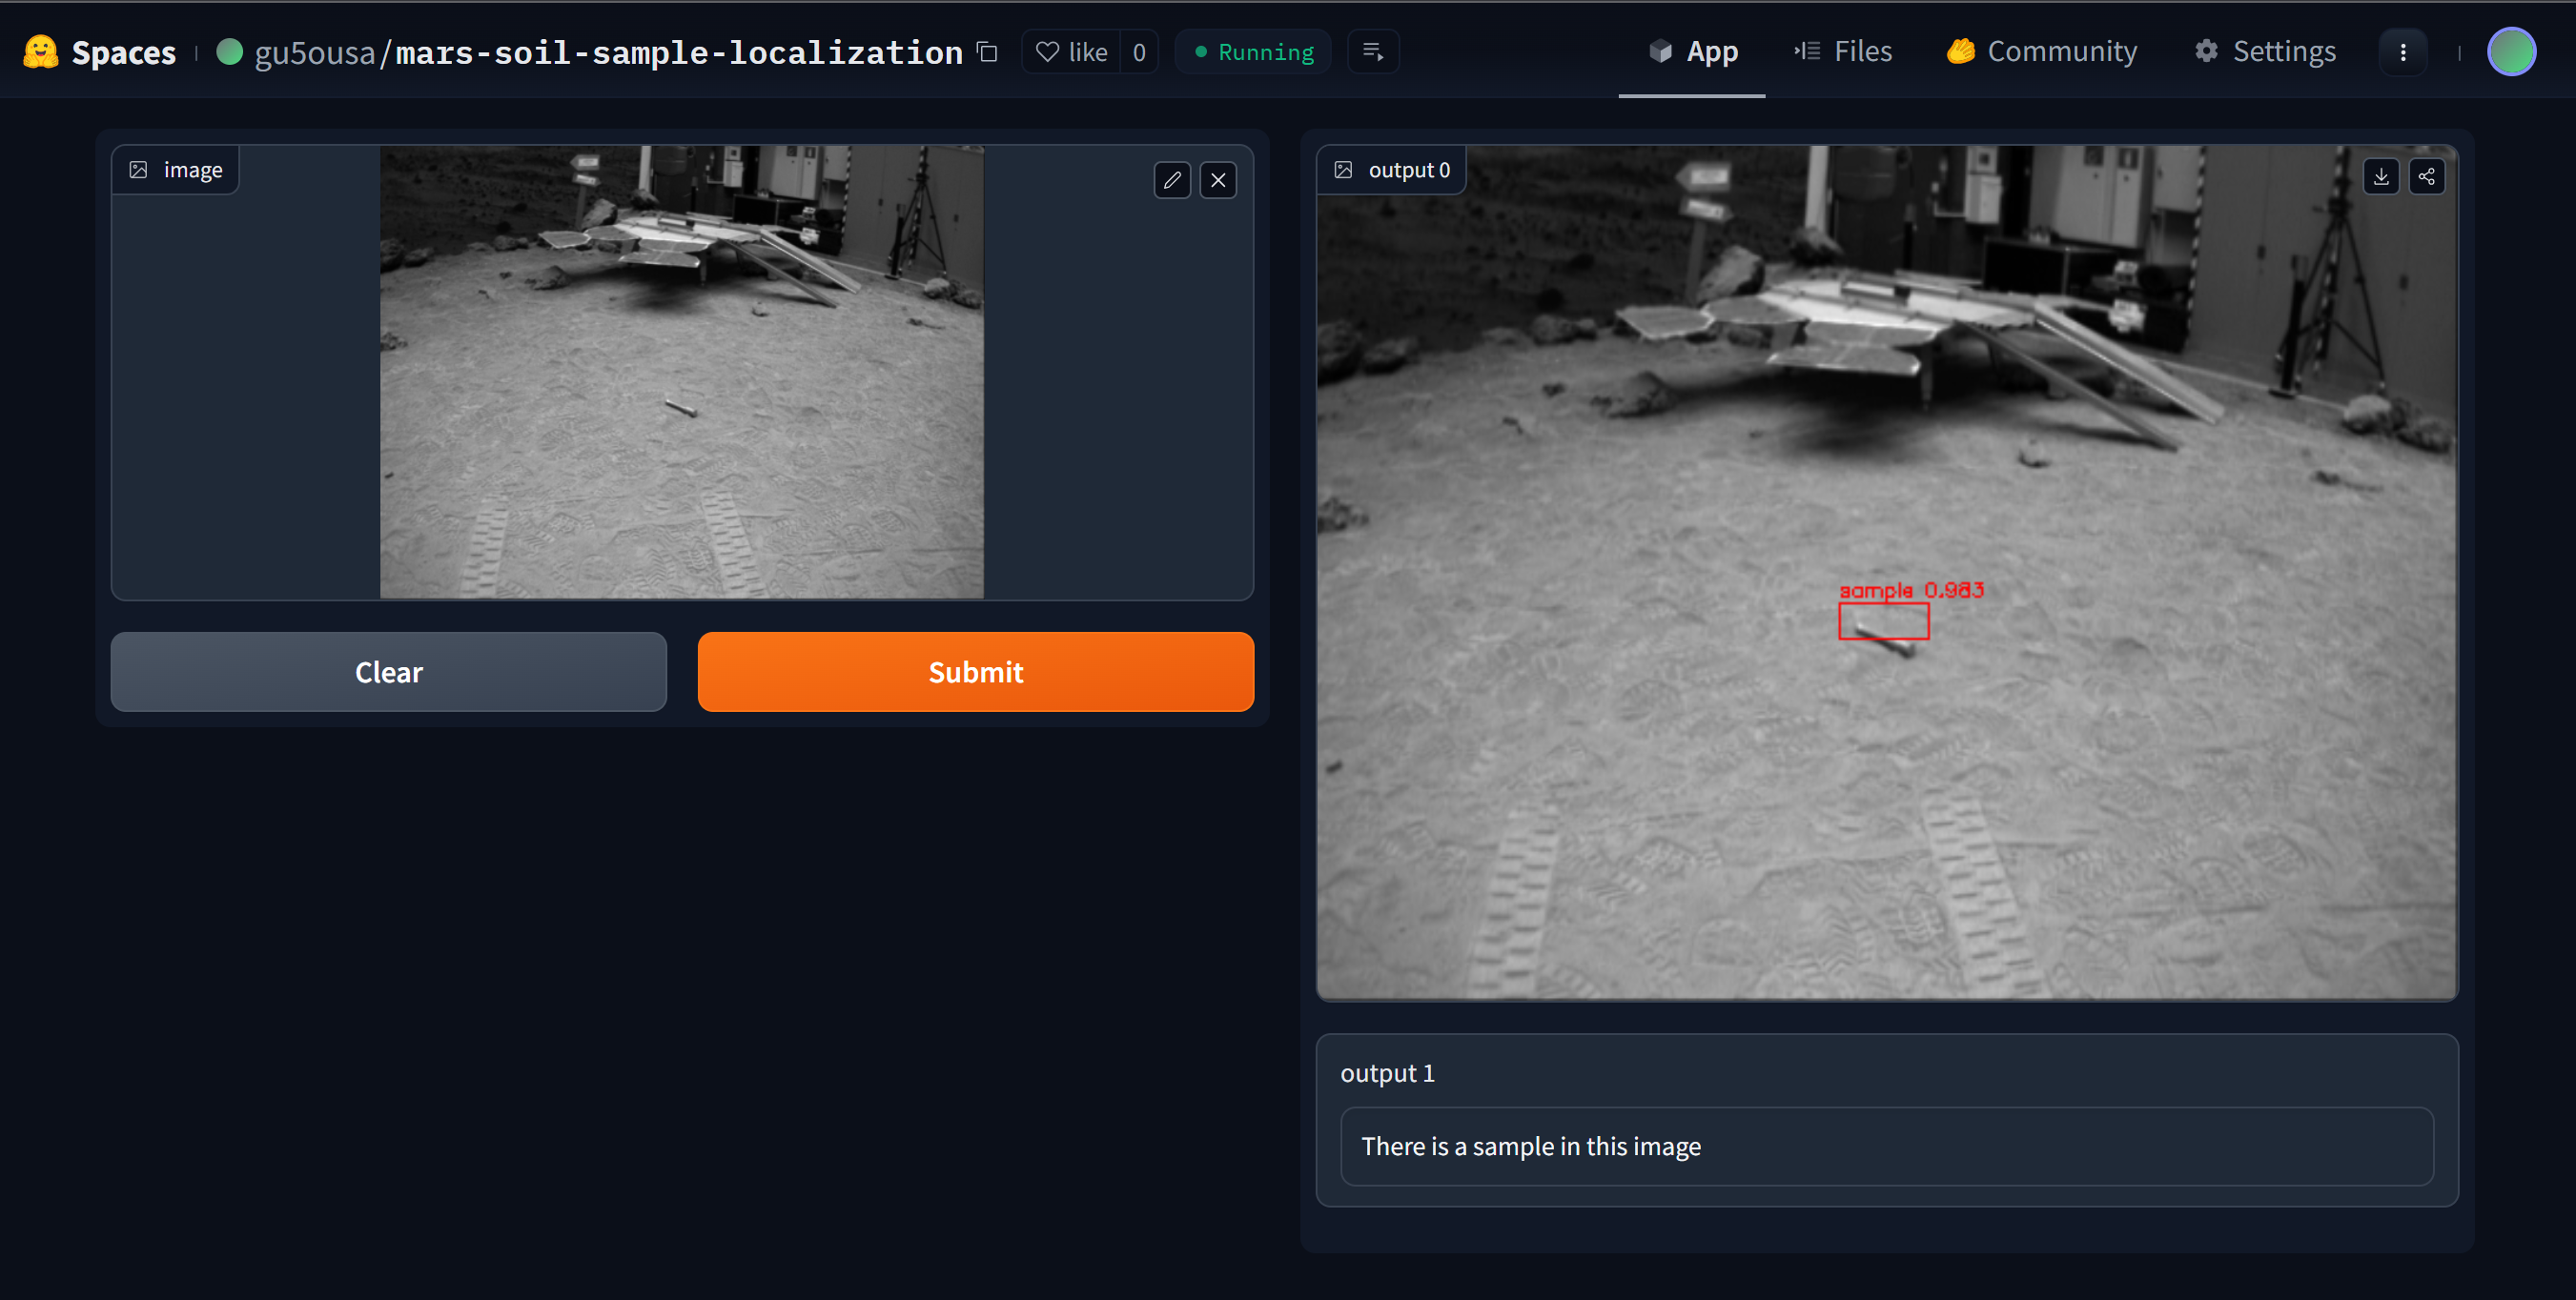 Spaces gu5ousa/mars-soil-sample-localization like 0 Running App Files Community Settings
image
output 0
sample 0.983
Clear Submit
output 1
There is a sample in this image